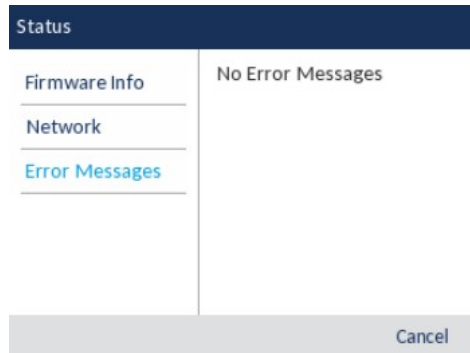 Status
Firmware Info
Network
Error Messages
No Error Messages
Cancel